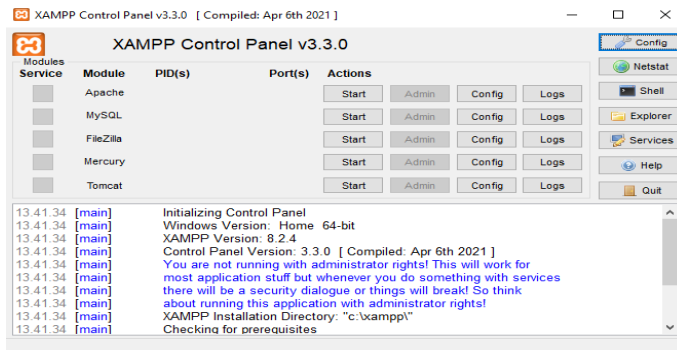 XAMPP Control Panel v3.3.0 [ Compiled: Apr 6th 2021 ]
XAMPP Control Panel v3.3.0
Config
Modules
Service Module PID(s) Port(s) Actions
Netstat
Apache Start Admin Config Logs
Shell
MySQL Start Admin Config Logs
Explorer
FileZilla Start Admin Config Logs
Services
Mercury Start Admin Config Logs
Help
Tomcat Start Admin Config Logs
Quit
13.41.34 [main] Initializing Control Panel
13.41.34 [main] Windows Version: Home 64-bit
13.41.34 [main] XAMPP Version: 8.2.4
13.41.34 [main] Control Panel Version: 3.3.0 [ Compiled: Apr 6th 2021 ]
13.41.34 [main] You are not running with administrator rights! This will work for
13.41.34 [main] most application stuff but whenever you do something with services
13.41.34 [main] there will be a security dialogue or things will break! So think
13.41.34 [main] about running this application with administrator rights!
13.41.34 [main] XAMPP Installation Directory: "c:\xampp\"
13.41.34 [main] Checking for prerequisites